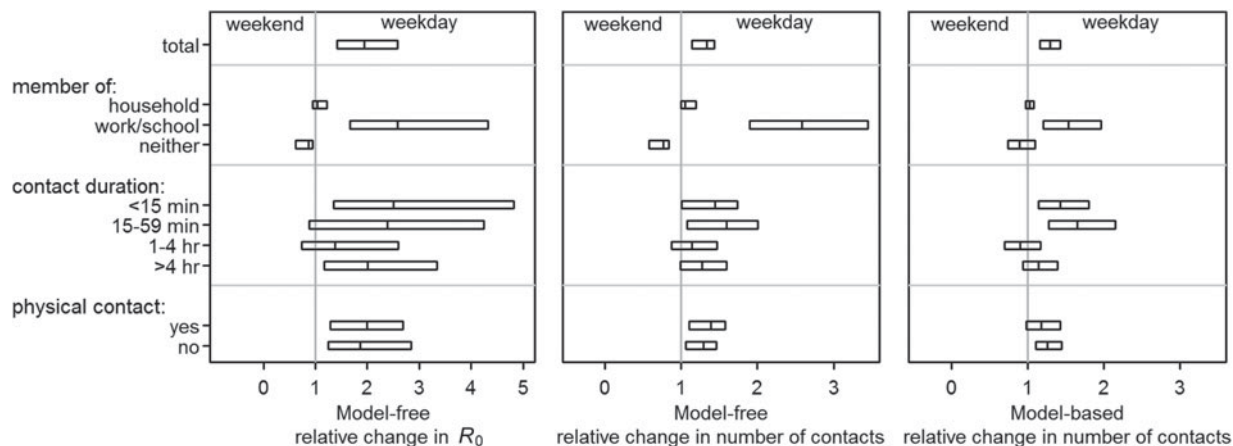 weekend weekday weekend weekday weekend weekday
total
member of:
household
work/school
neither
contact duration:
<15 min
15-59 min
1-4 hr
>4 hr
physical contact:
yes
no
0 1 2 3 4 5 0 1 2 3 0 1 2 3
Model-free Model-free Model-based
relative change in R0 relative change in number of contacts relative change in number of contacts